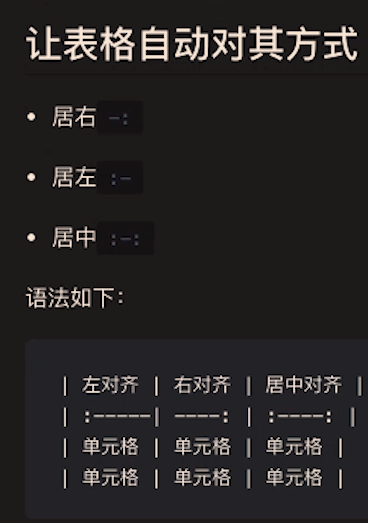 让表格自动对其方式
• 居右 -:
• 居左 :-
• 居中 :-:
语法如下：
| 左对齐 | 右对齐 | 居中对齐 |
| :-----| ----: | :----: |
| 单元格 | 单元格 | 单元格 |
| 单元格 | 单元格 | 单元格 |